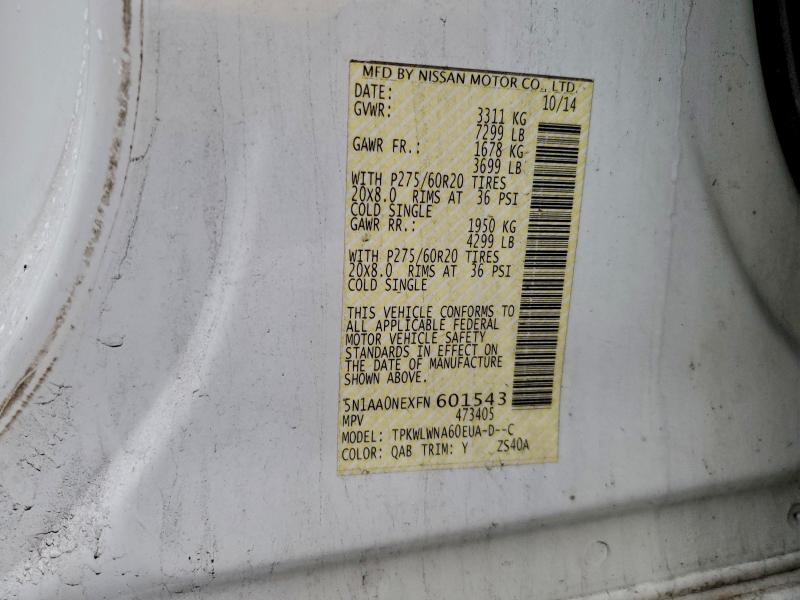 MFD BY NISSAN MOTOR CO., LTD.
DATE: 10/14
GVWR: 3311 KG
7299 LB
GAWR FR.: 1678 KG
3699 LB
WITH P275/60R20 TIRES
20X8.0 RIMS AT 36 PSI
COLD SINGLE
GAWR RR.: 1950 KG
4299 LB
WITH P275/60R20 TIRES
20X8.0 RIMS AT 36 PSI
COLD SINGLE
THIS VEHICLE CONFORMS TO
ALL APPLICABLE FEDERAL
MOTOR VEHICLE SAFETY
STANDARDS IN EFFECT ON
THE DATE OF MANUFACTURE
SHOWN ABOVE.
5N1AA0NEXFN 601543
MPV 473405
MODEL: TPKWLWNA60EUA-D--C
COLOR: QAB TRIM: Y ZS40A